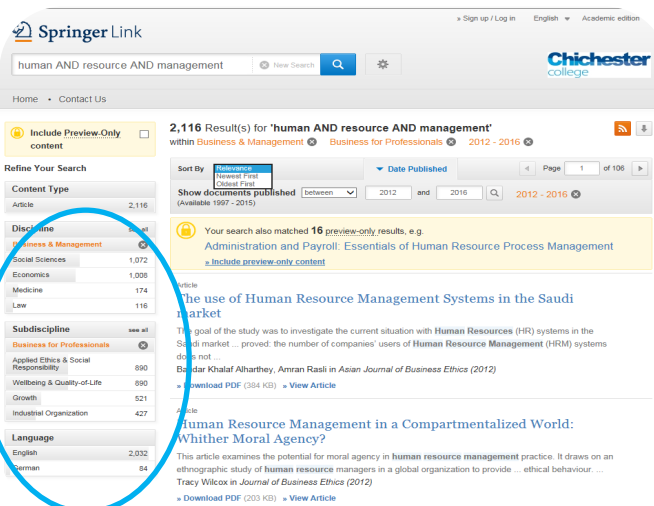 » Sign up / Log in English Academic edition
Springer Link
human AND resource AND management
New Search
Chichester
college
Home • Contact Us
Include Preview-Only
content
2,116 Result(s) for 'human AND resource AND management'
within Business & Management Business for Professionals 2012 - 2016
Refine Your Search
Sort By Relevance
Newest First
Oldest First
Date Published
Page 1 of 106
Show documents published between 2012 and 2016 2012 - 2016
(Available 1997 - 2015)
Content Type
Article 2,116
Discipline see all
Business & Management
Social Sciences 1,072
Economics 1,008
Medicine 174
Law 116
Subdiscipline see all
Business for Professionals
Applied Ethics & Social
Responsibility 890
Wellbeing & Quality-of-Life 690
Growth 521
Industrial Organization 427
Language
English 2,032
German 84
Your search also matched 16 preview-only results, e.g.
Administration and Payroll: Essentials of Human Resource Process Management
» Include preview-only content
Article
The use of Human Resource Management Systems in the Saudi
market
The goal of the study was to investigate the current situation with Human Resources (HR) systems in the
Saudi market ... proved: the number of companies' users of Human Resource Management (HRM) systems
does not ...
Bandar Khalaf Alharthey, Amran Rasli in Asian Journal of Business Ethics (2012)
» Download PDF (384 KB) » View Article
Article
Human Resource Management in a Compartmentalized World:
Whither Moral Agency?
This article examines the potential for moral agency in human resource management practice. It draws on an
ethnographic study of human resource managers in a global organization to provide ... ethical behaviour. ...
Tracy Wilcox in Journal of Business Ethics (2012)
» Download PDF (203 KB) » View Article